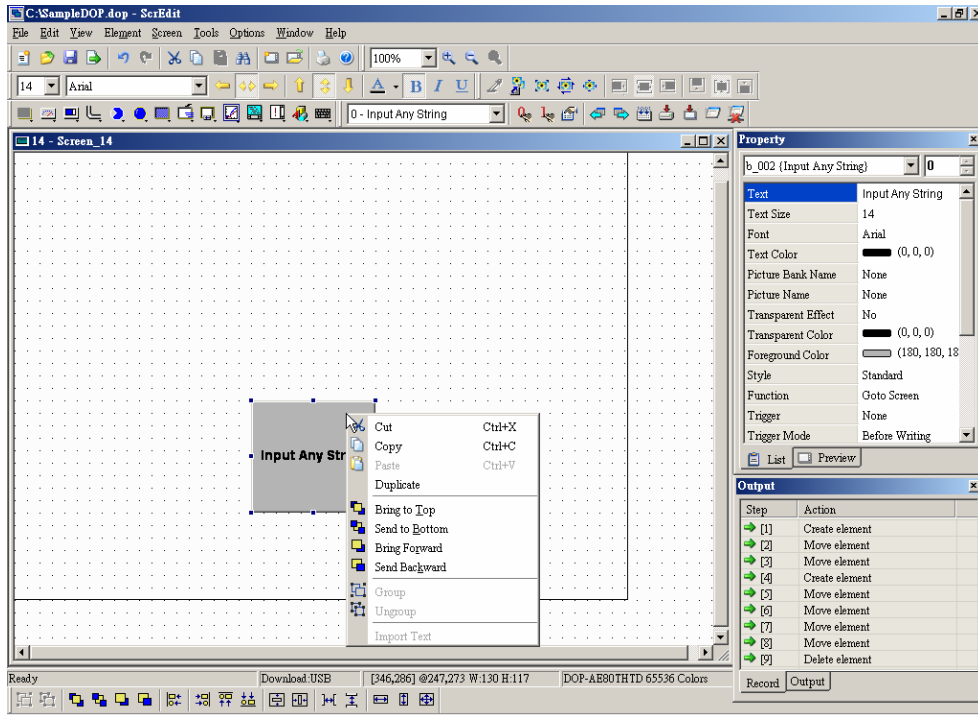 C:\SampleDOP.dop - ScrEdit
File Edit View Element Screen Tools Options Window Help
100%
14 Arial
A B I U
0 - Input Any String
14 - Screen_14
Input Any Str
Cut Ctrl+X
Copy Ctrl+C
Paste Ctrl+V
Duplicate
Bring to Top
Send to Bottom
Bring Forward
Send Backward
Group
Ungroup
Import Text
Property
b_002 {Input Any String} 0
Text Input Any String
Text Size 14
Font Arial
Text Color (0, 0, 0)
Picture Bank Name None
Picture Name None
Transparent Effect No
Transparent Color (0, 0, 0)
Foreground Color (180, 180, 18
Style Standard
Function Goto Screen
Trigger None
Trigger Mode Before Writing
List Preview
Output
Step Action
[1] Create element
[2] Move element
[3] Move element
[4] Create element
[5] Move element
[6] Move element
[7] Move element
[8] Move element
[9] Delete element
Record Output
Ready Download:USB [346,286] @247,273 W:130 H:117 DOP-AE80THTD 65536 Colors